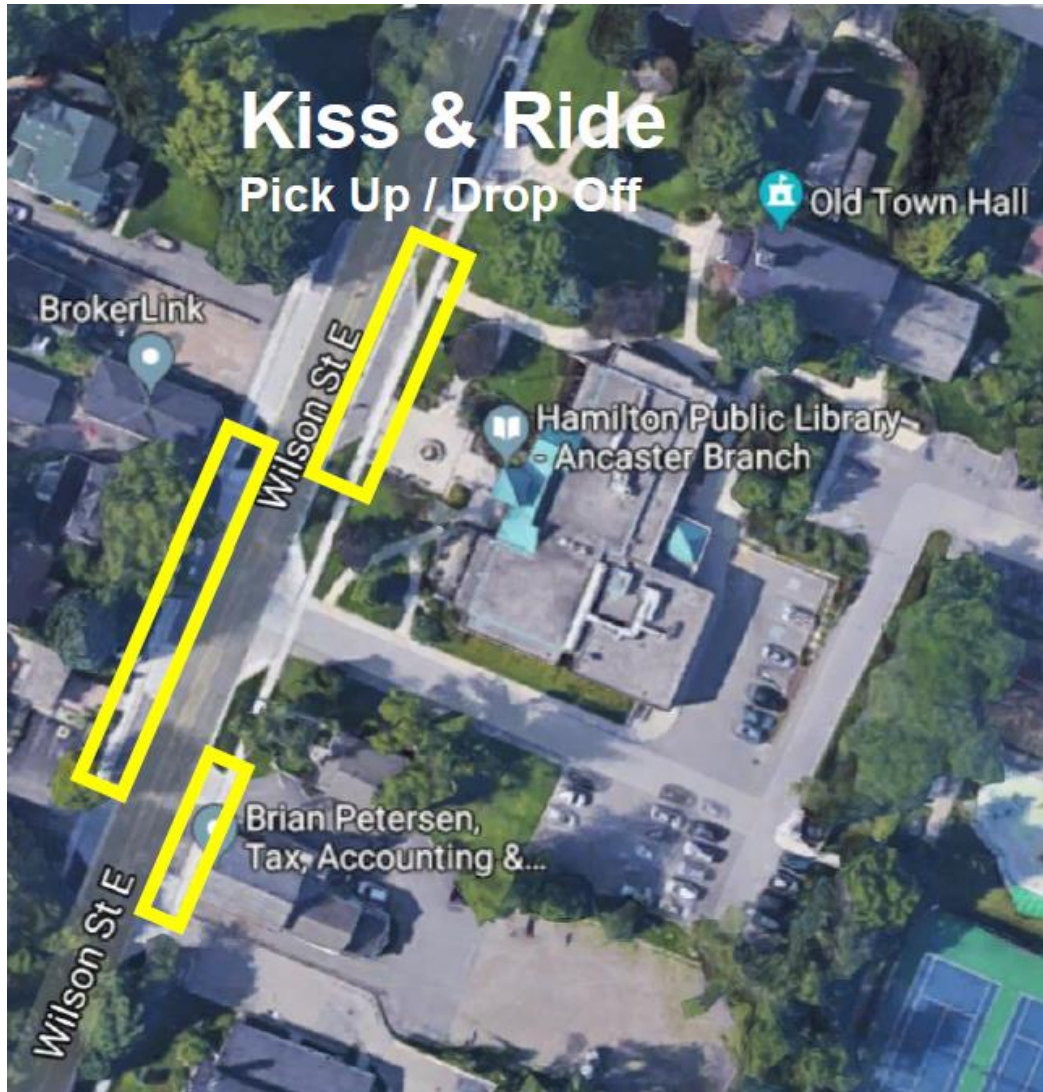 Kiss & Ride
Pick Up / Drop Off
Old Town Hall
BrokerLink
Wilson St E
Hamilton Public Library
- Ancaster Branch
Brian Petersen,
Tax, Accounting &...
Wilson St E